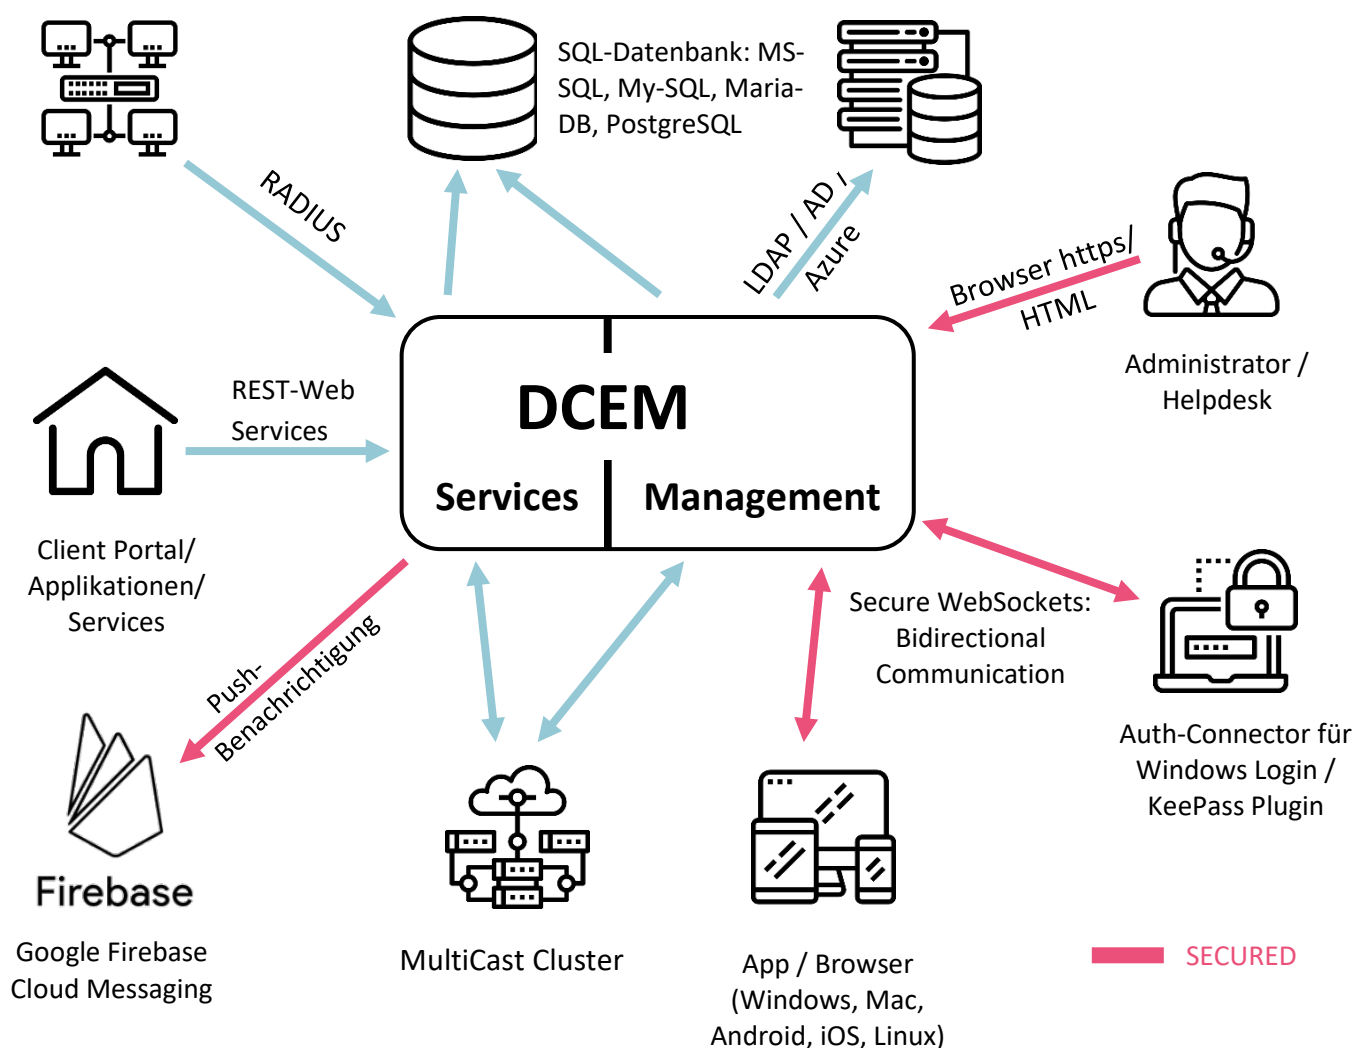 SQL-Datenbank: MS-
SQL, My-SQL, Maria-
DB, PostgreSQL
RADIUS
LDAP / AD /
Azure
Browser https/
HTML
Administrator /
Helpdesk
REST-Web
Services
DCEM
Services
Management
Client Portal/
Applikationen/
Services
Push-
Benachrichtigung
Secure WebSockets:
Bidirectional
Communication
Auth-Connector für
Windows Login /
KeePass Plugin
Firebase
Google Firebase
Cloud Messaging
MultiCast Cluster
App / Browser
(Windows, Mac,
Android, iOS, Linux)
SECURED